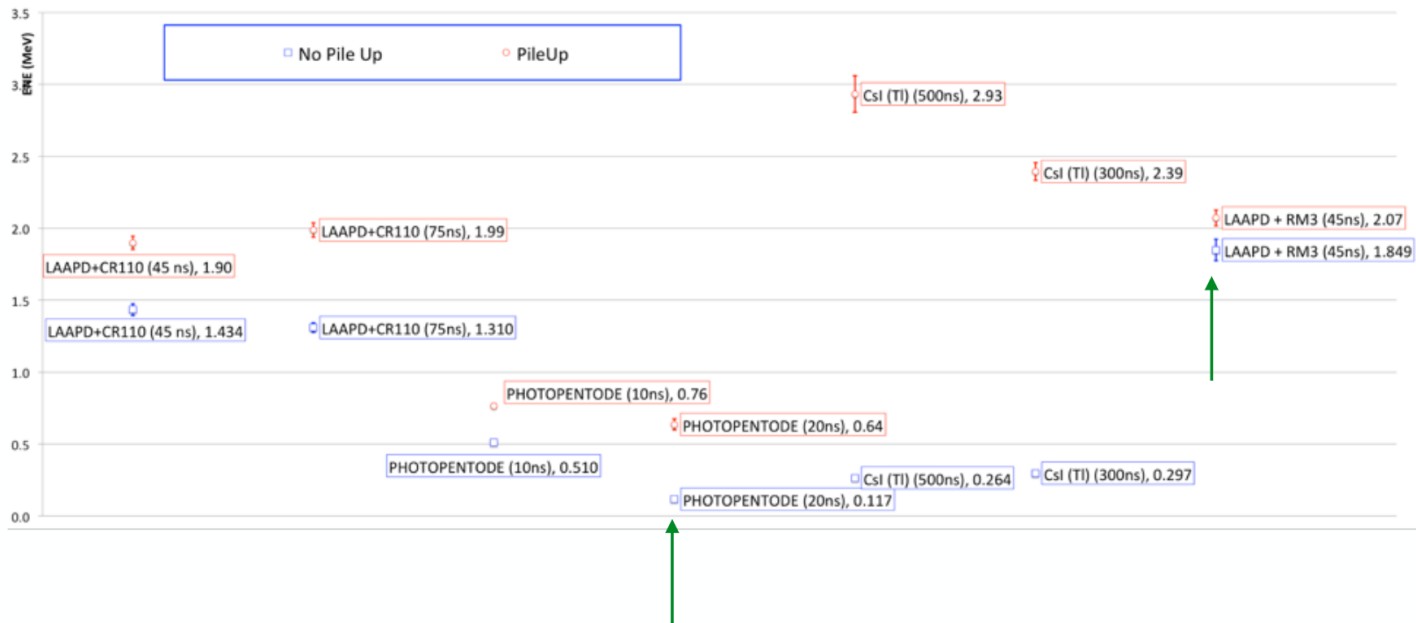 3.5
ENE (MeV)
No Pile Up
PileUp
3.0
CsI (Tl) (500ns), 2.93
2.5
CsI (Tl) (300ns), 2.39
2.0
LAAPD+CR110 (45 ns), 1.90
LAAPD+CR110 (75ns), 1.99
LAAPD + RM3 (45ns), 2.07
LAAPD + RM3 (45ns), 1.849
1.5
LAAPD+CR110 (45 ns), 1.434
LAAPD+CR110 (75ns), 1.310
1.0
PHOTOPENTODE (10ns), 0.76
PHOTOPENTODE (20ns), 0.64
0.5
PHOTOPENTODE (10ns), 0.510
CsI (Tl) (500ns), 0.264
CsI (Tl) (300ns), 0.297
PHOTOPENTODE (20ns), 0.117
0.0